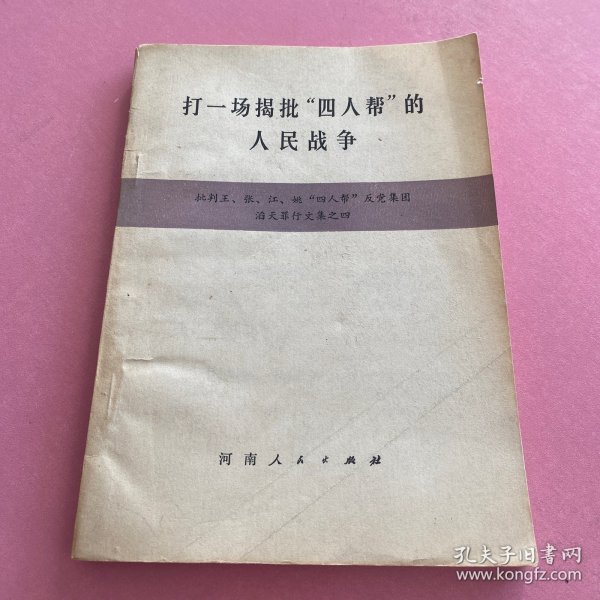 打一场揭批“四人帮”的
人民战争
批判王、张、江、姚“四人帮”反党集团
滔天罪行文集之四
河南人民出版社
孔夫子旧书网
www.kongfz.com